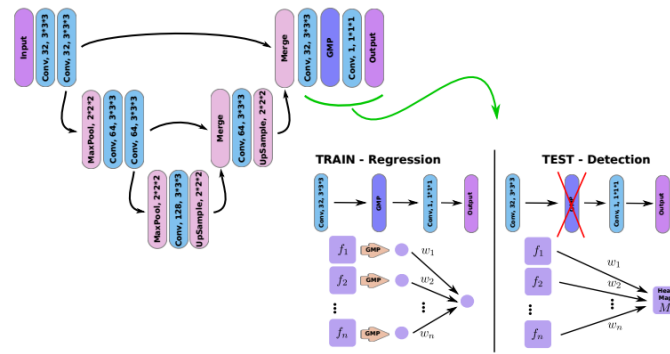 Input
Conv, 32, 3*3*3
Conv, 32, 3*3*3
MaxPool, 2*2*2
Conv, 64, 3*3*3
Conv, 64, 3*3*3
MaxPool, 2*2*2
Conv, 128, 3*3*3
UpSample, 2*2*2
Merge
Conv, 64, 3*3*3
UpSample, 2*2*2
Merge
Conv, 32, 3*3*3
GMP
Conv, 1, 1*1*1
Output
TRAIN - Regression
Conv, 32, 3*3*3
GMP
Conv, 1, 1*1*1
Output
f1 GMP w1
f2 GMP w2
... ...
fn GMP wn
TEST - Detection
Conv, 32, 3*3*3
GMP
Conv, 1, 1*1*1
Output
f1 w1
f2 w2
... ...
fn wn
Map
M